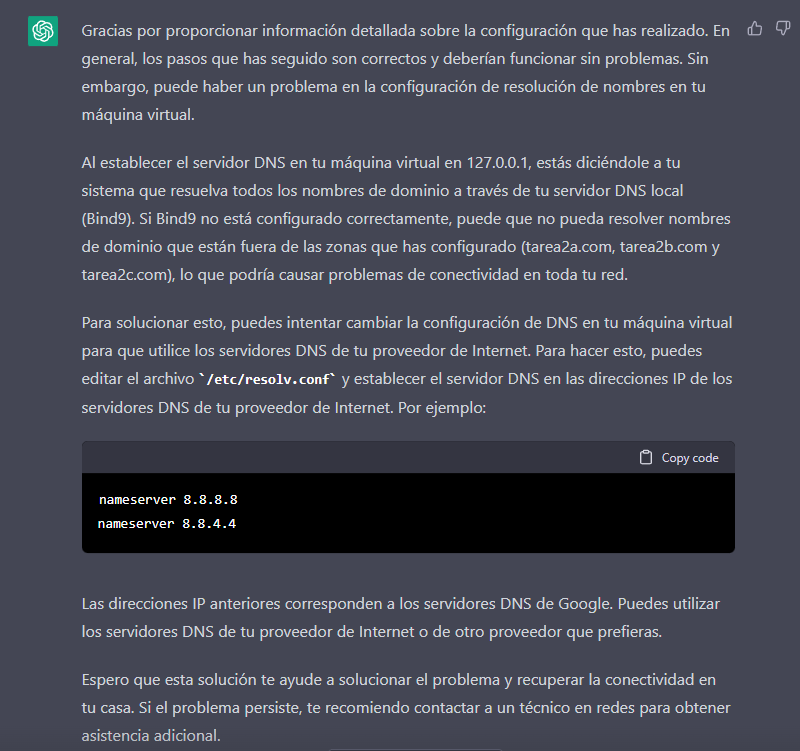 Gracias por proporcionar información detallada sobre la configuración que has realizado. En
general, los pasos que has seguido son correctos y deberían funcionar sin problemas. Sin
embargo, puede haber un problema en la configuración de resolución de nombres en tu
máquina virtual.
Al establecer el servidor DNS en tu máquina virtual en 127.0.0.1, estás diciéndole a tu
sistema que resuelva todos los nombres de dominio a través de tu servidor DNS local
(Bind9). Si Bind9 no está configurado correctamente, puede que no pueda resolver nombres
de dominio que están fuera de las zonas que has configurado (tarea2a.com, tarea2b.com y
tarea2c.com), lo que podría causar problemas de conectividad en toda tu red.
Para solucionar esto, puedes intentar cambiar la configuración de DNS en tu máquina virtual
para que utilice los servidores DNS de tu proveedor de Internet. Para hacer esto, puedes
editar el archivo `/etc/resolv.conf` y establecer el servidor DNS en las direcciones IP de los
servidores DNS de tu proveedor de Internet. Por ejemplo:
Copy code
nameserver 8.8.8.8
nameserver 8.8.4.4
Las direcciones IP anteriores corresponden a los servidores DNS de Google. Puedes utilizar
los servidores DNS de tu proveedor de Internet o de otro proveedor que prefieras.
Espero que esta solución te ayude a solucionar el problema y recuperar la conectividad en
tu casa. Si el problema persiste, te recomiendo contactar a un técnico en redes para obtener
asistencia adicional.